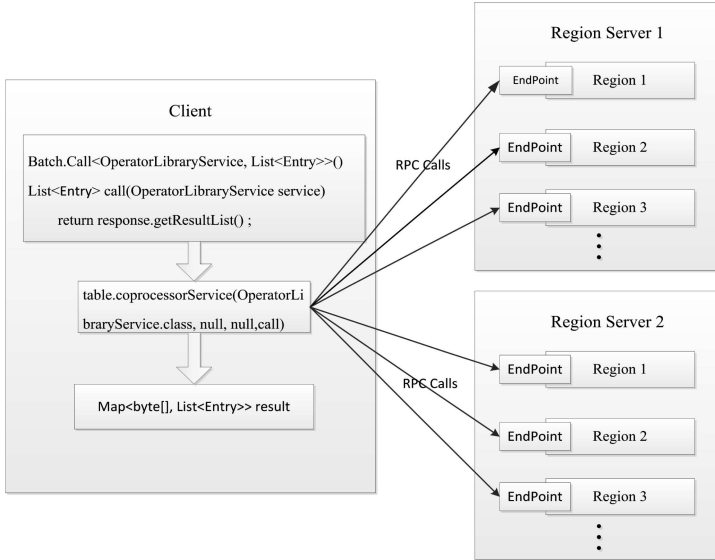 Client
Batch.Call<OperatorLibraryService, List<Entry>>()
List<Entry> call(OperatorLibraryService service)
return response.getResultList() ;
table.coprocessorService(OperatorLi
braryService.class, null, null,call)
Map<byte[], List<Entry>> result
RPC Calls
RPC Calls
Region Server 1
EndPoint
Region 1
EndPoint
Region 2
EndPoint
Region 3
Region Server 2
EndPoint
Region 1
EndPoint
Region 2
EndPoint
Region 3